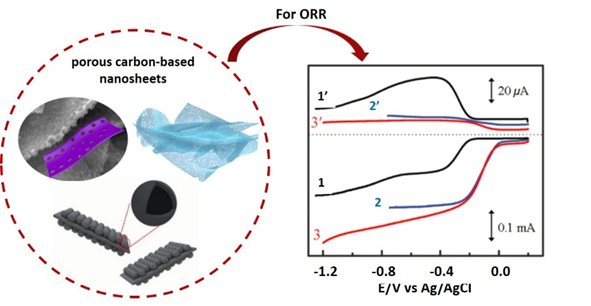 For ORR
porous carbon-based
nanosheets
20 µA
1′
2′
3′
1
2
3
0.1 mA
-1.2 -0.8 -0.4 0.0
E/V vs Ag/AgCl